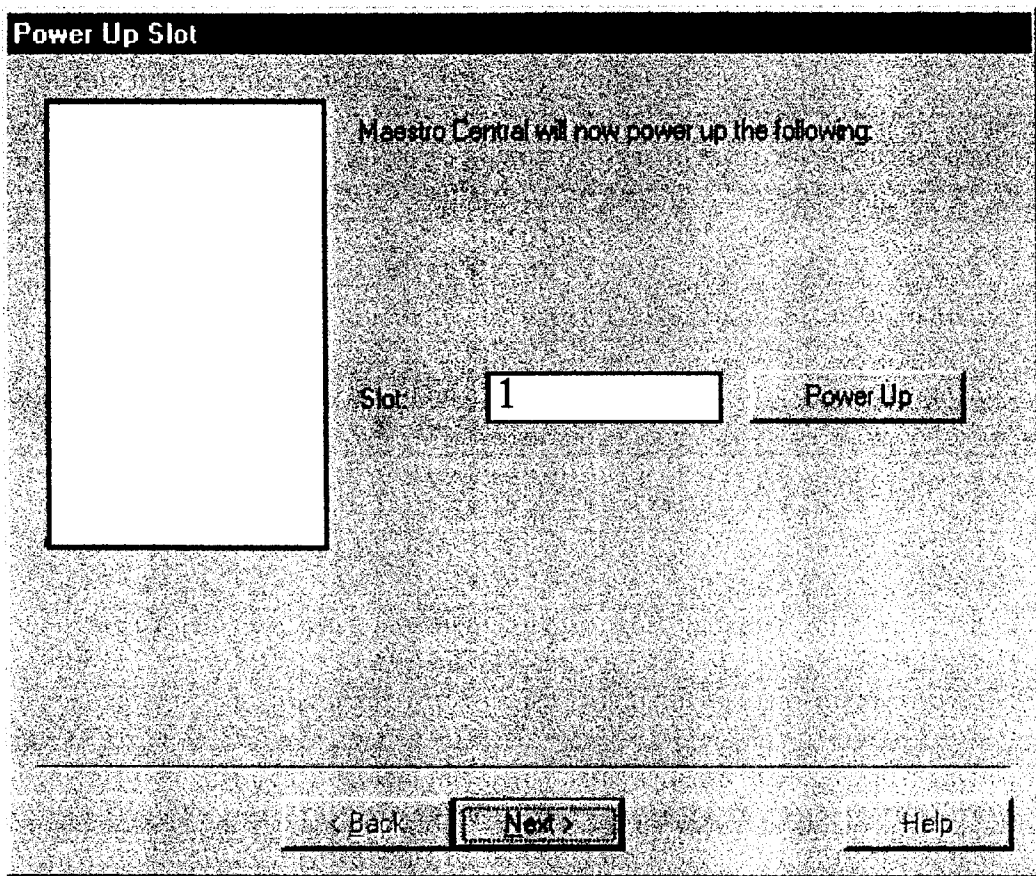 Power Up Slot
Maestro Central will now power up the following:
Slot: 1 Power Up
< Back Next > Help